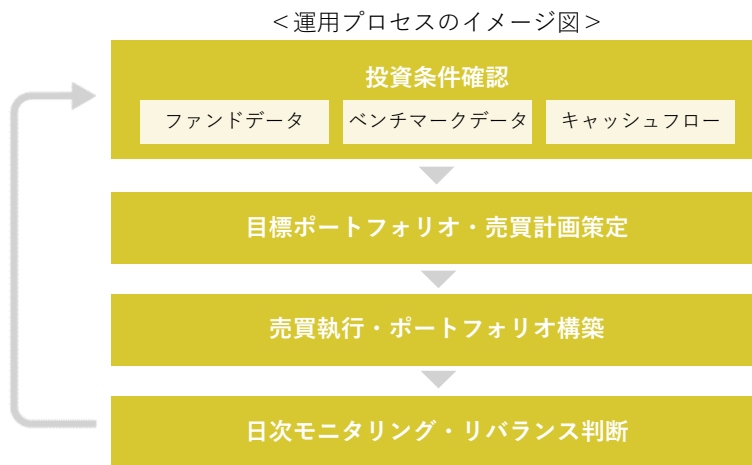 ＜運用プロセスのイメージ図＞
投資条件確認
ファンドデータ
ベンチマークデータ
キャッシュフロー
目標ポートフォリオ・売買計画策定
売買執行・ポートフォリオ構築
日次モニタリング・リバランス判断